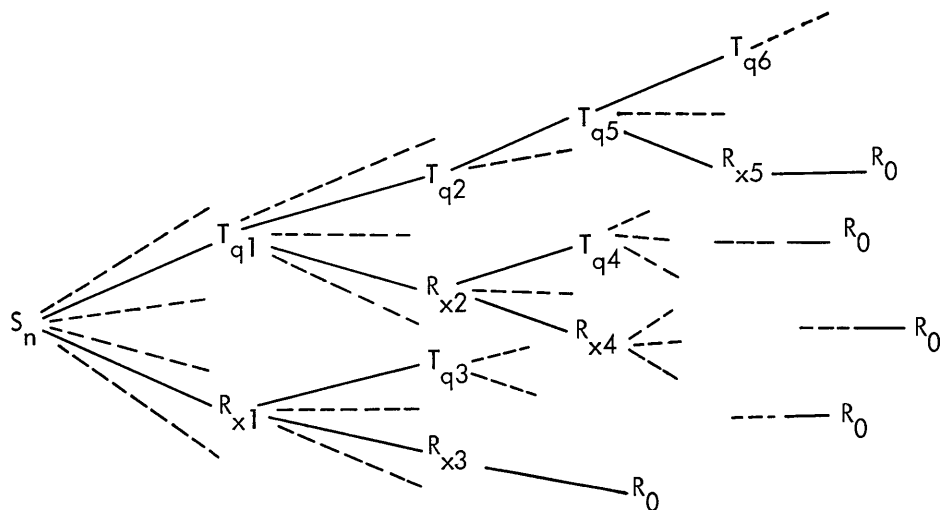 T_q6
T_q5
R_x5 R_0
T_q2
T_q1 T_q4 R_0
R_x2
S_n R_x4 R_0
T_q3
R_x1 R_0
R_x3
R_0